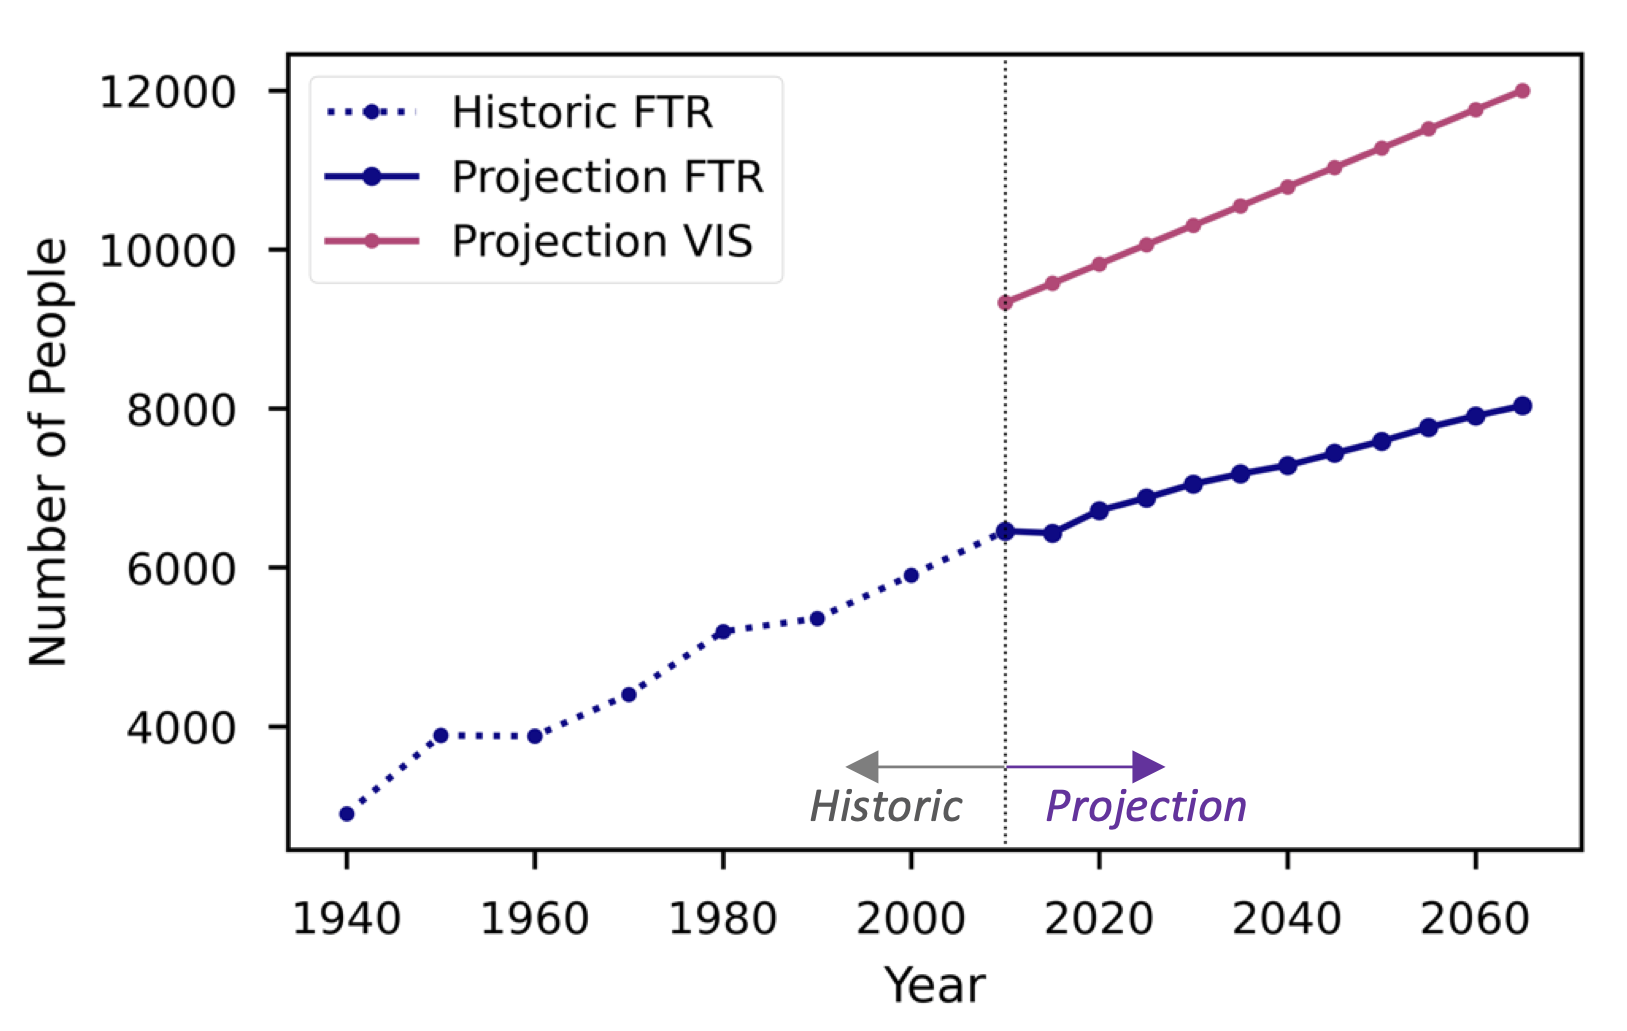 Number of People
12000
10000
8000
6000
4000
Historic FTR
Projection FTR
Projection VIS
Historic
Projection
1940 1960 1980 2000 2020 2040 2060
Year